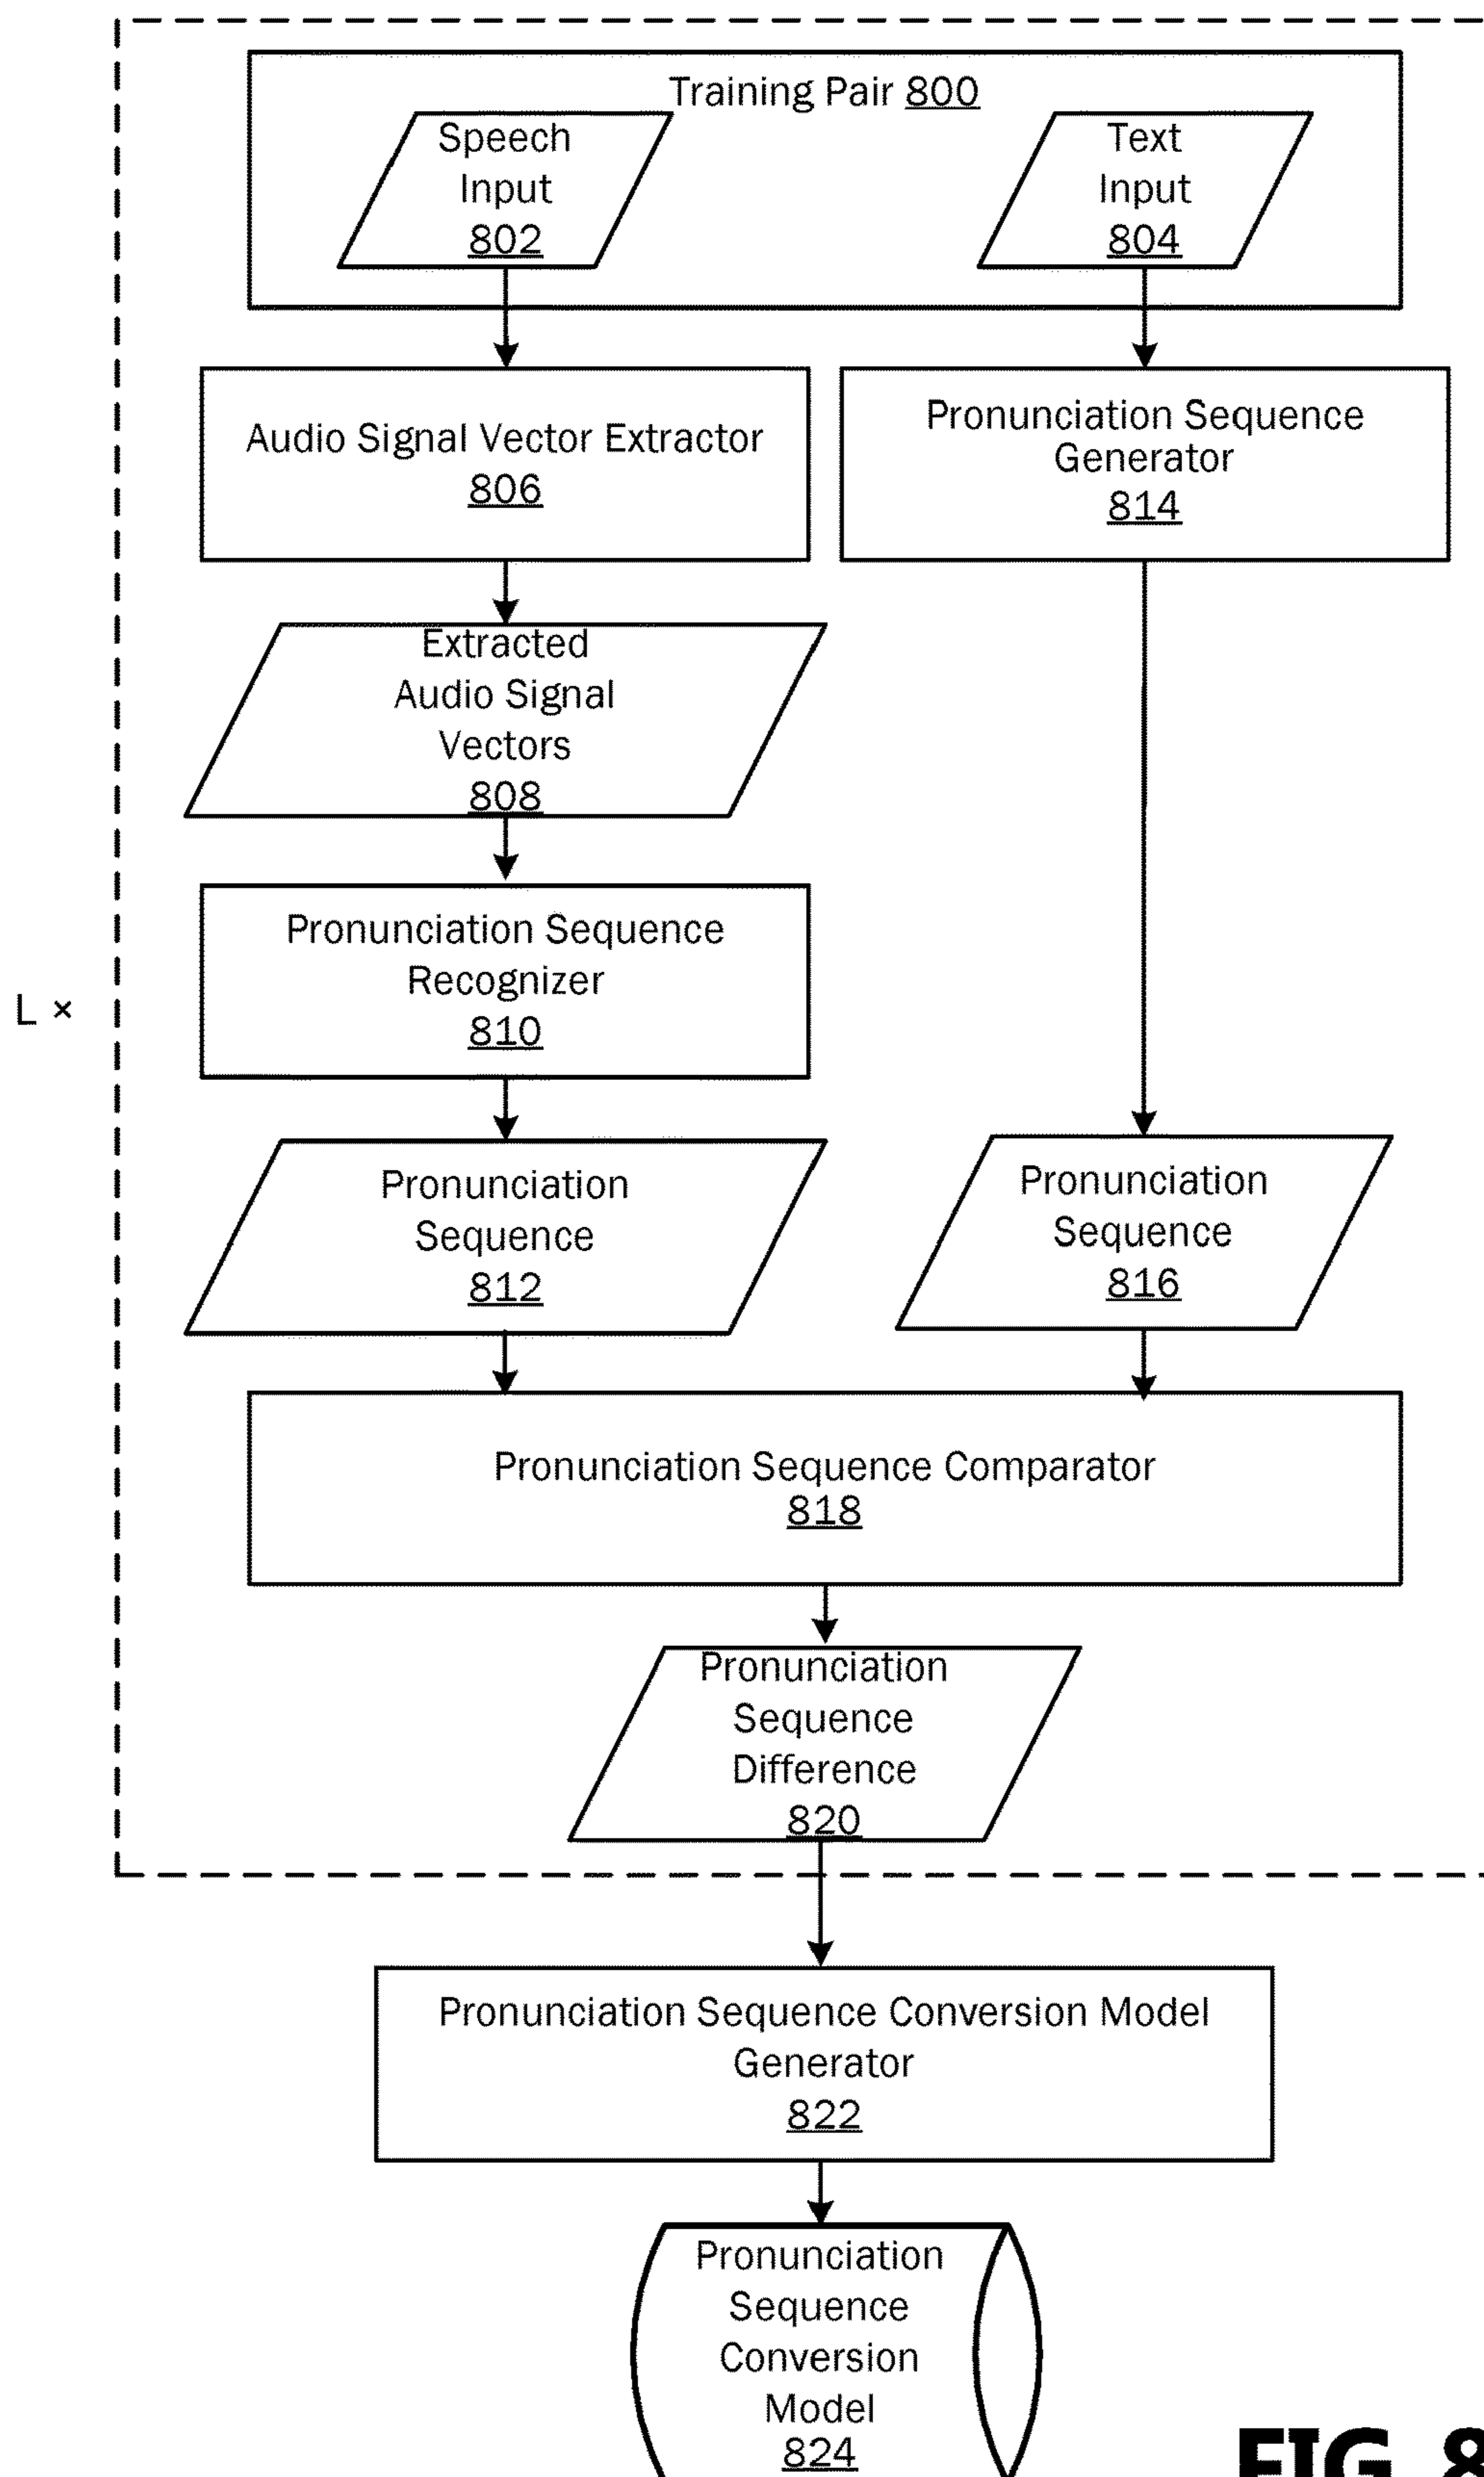 Training Pair 800
Speech
Input
802
Text
Input
804
Audio Signal Vector Extractor
806
Pronunciation Sequence
Generator
814
Extracted
Audio Signal
Vectors
808
Pronunciation Sequence
Recognizer
810
L ×
Pronunciation
Sequence
812
Pronunciation
Sequence
816
Pronunciation Sequence Comparator
818
Pronunciation
Sequence
Difference
820
Pronunciation Sequence Conversion Model
Generator
822
Pronunciation
Sequence
Conversion
Model
824
FIG. 8